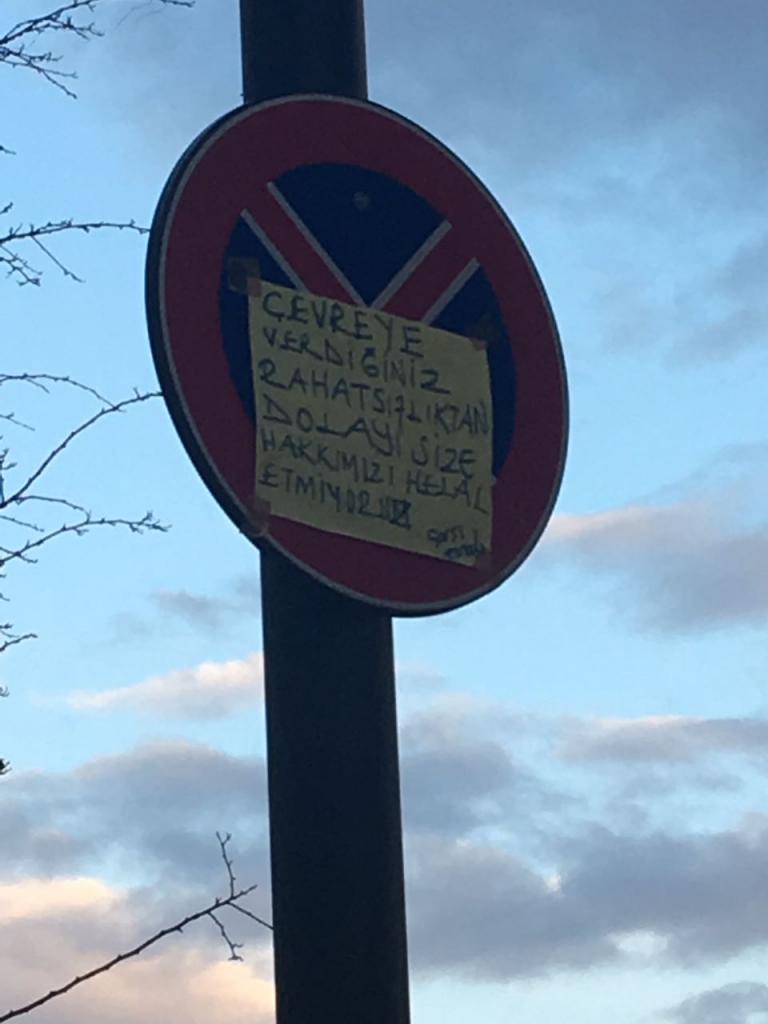 ÇEVREYE
VERDİĞİNİZ
RAHATSIZLIKTAN
DOLAYI SİZE
HAKKIMIZI HELAL
ETMİYORUZ